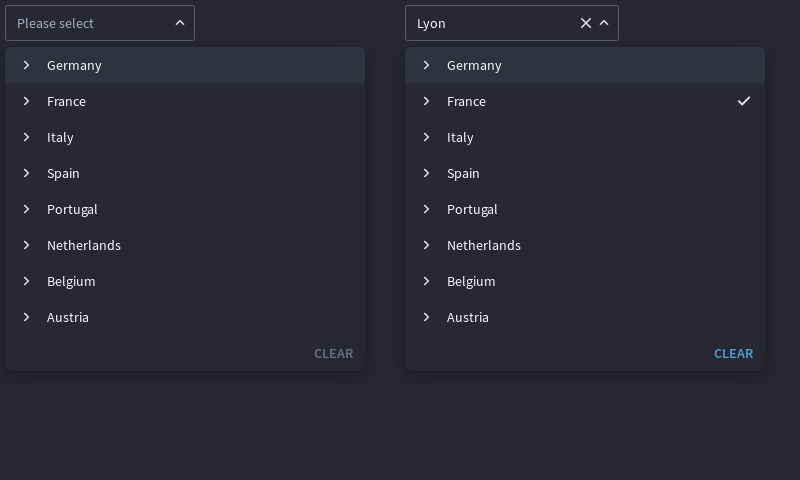 Please select
Germany
France
Italy
Spain
Portugal
Netherlands
Belgium
Austria
CLEAR
Lyon
Germany
France
Italy
Spain
Portugal
Netherlands
Belgium
Austria
CLEAR